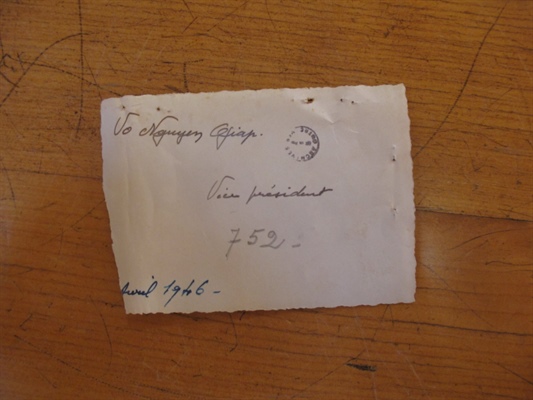 Vo Nguyen Giap.
Vice président
752 -
Avril 1946 -